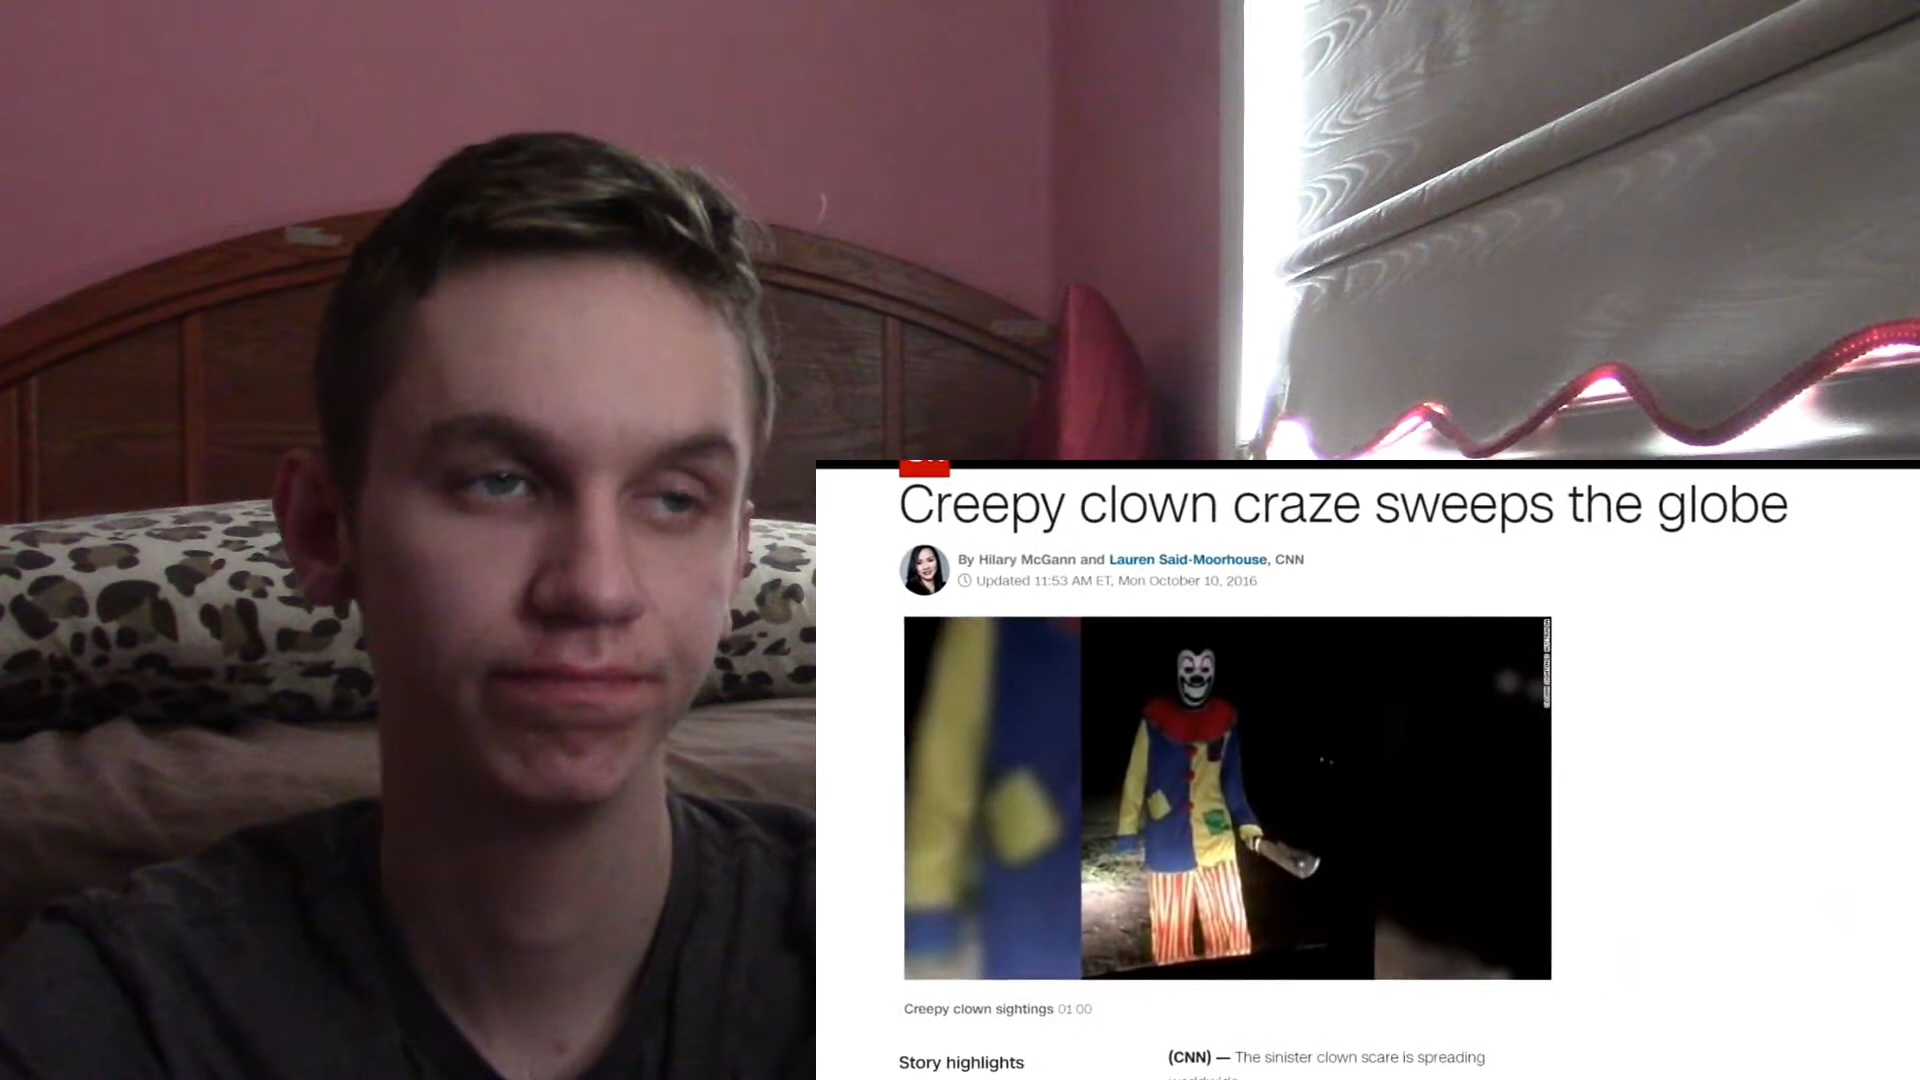 Creepy clown craze sweeps the globe
By Hilary McGann and Lauren Said-Moorhouse, CNN
Updated 11:53 AM ET, Mon October 10, 2016
Creepy clown sightings 01:00
Story highlights
(CNN) — The sinister clown scare is spreading